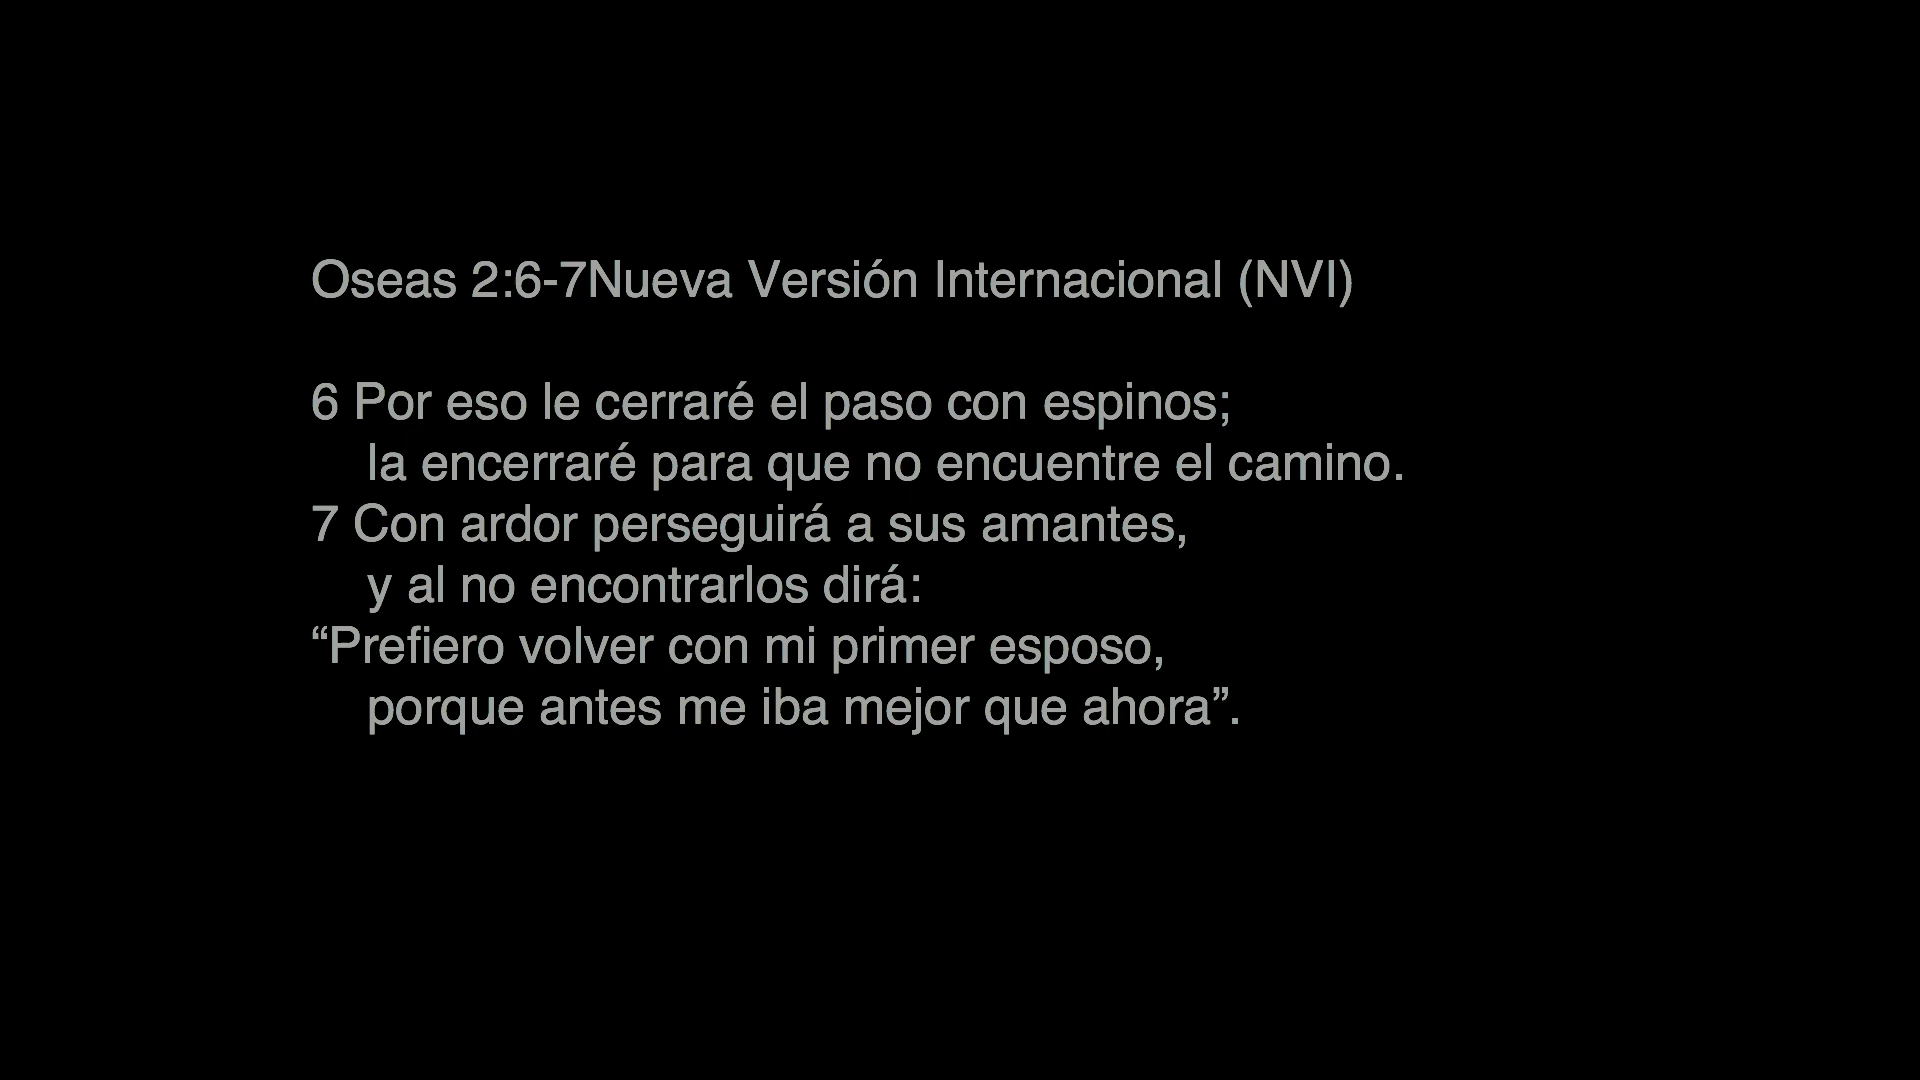 Oseas 2:6-7Nueva Versión Internacional (NVI)
6 Por eso le cerraré el paso con espinos;
la encerraré para que no encuentre el camino.
7 Con ardor perseguirá a sus amantes,
y al no encontrarlos dirá:
“Prefiero volver con mi primer esposo,
porque antes me iba mejor que ahora”.